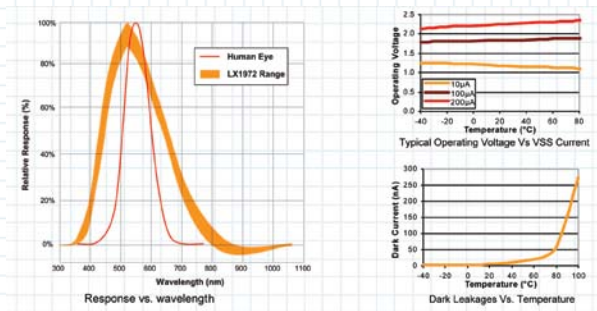 100%
80%
60%
40%
20%
0%
Relative Response (%)
Human Eye
LX1972 Range
300 400 500 600 700 800 900 1000 1100
Wavelength (nm)
Response vs. wavelength
2.5
2.0
1.5
1.0
0.5
0.0
Operating Voltage
10µA
100µA
200µA
-40 -20 0 20 40 60 80
Temperature (°C)
Typical Operating Voltage Vs VSS Current
300
250
200
150
100
50
0
Dark Current (nA)
-40 -20 0 20 40 60 80 100
Temperature (°C)
Dark Leakages Vs. Temperature